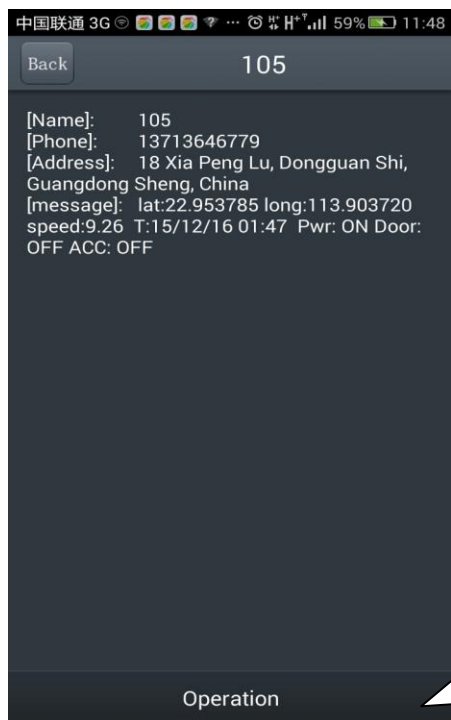 中国联通 3G ... H+ 59% 11:48
Back
105
[Name]: 105
[Phone]: 13713646779
[Address]: 18 Xia Peng Lu, Dongguan Shi,
Guangdong Sheng, China
[message]: lat:22.953785 long:113.903720
speed:9.26 T:15/12/16 01:47 Pwr: ON Door:
OFF ACC: OFF
Operation